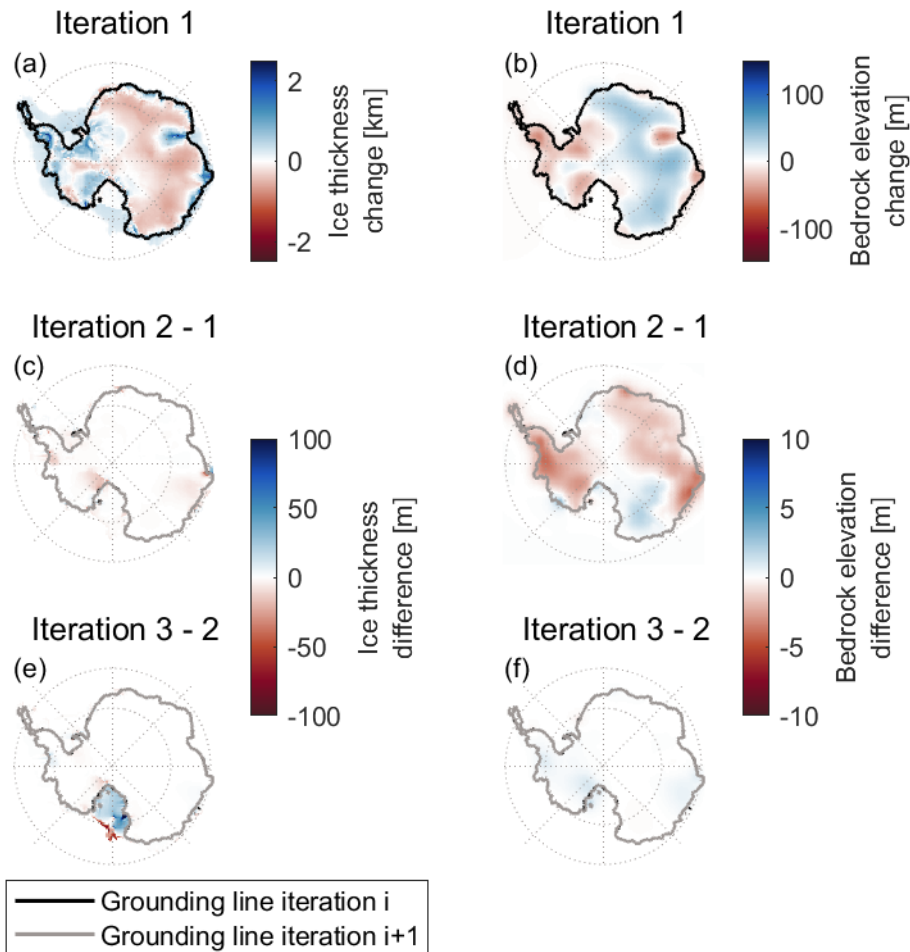 Iteration 1
Iteration 1
(a)
(b)
2
0
-2
Ice thickness
change [km]
100
0
-100
Bedrock elevation
change [m]
Iteration 2 - 1
Iteration 2 - 1
(c)
(d)
100
50
0
-50
-100
Ice thickness
difference [m]
10
5
0
-5
-10
Bedrock elevation
difference [m]
Iteration 3 - 2
Iteration 3 - 2
(e)
(f)
Grounding line iteration i
Grounding line iteration i+1